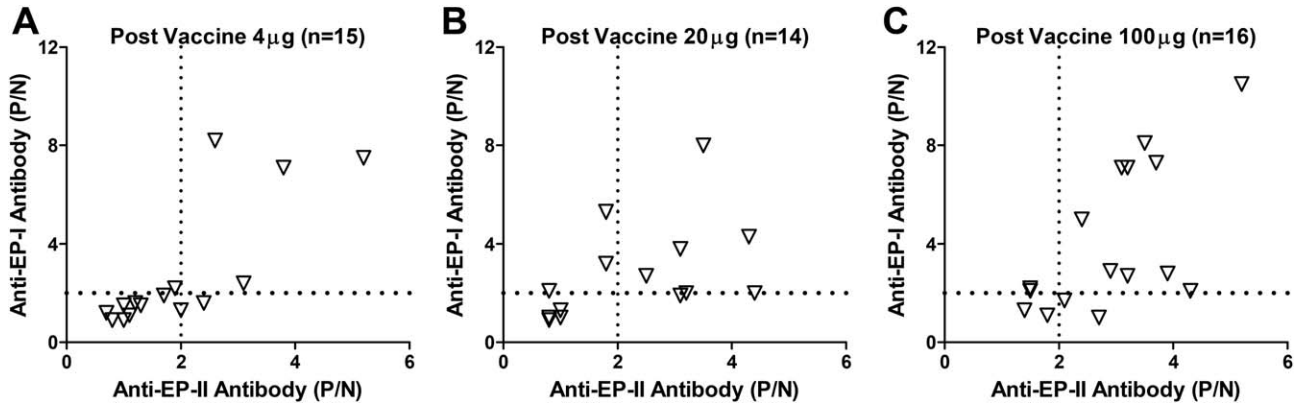 A
Post Vaccine 4μg (n=15)
12
8
4
0
0 2 4 6
Anti-EP-I Antibody (P/N)
Anti-EP-II Antibody (P/N)
B
Post Vaccine 20μg (n=14)
12
8
4
0
0 2 4 6
Anti-EP-I Antibody (P/N)
Anti-EP-II Antibody (P/N)
C
Post Vaccine 100μg (n=16)
12
8
4
0
0 2 4 6
Anti-EP-I Antibody (P/N)
Anti-EP-II Antibody (P/N)